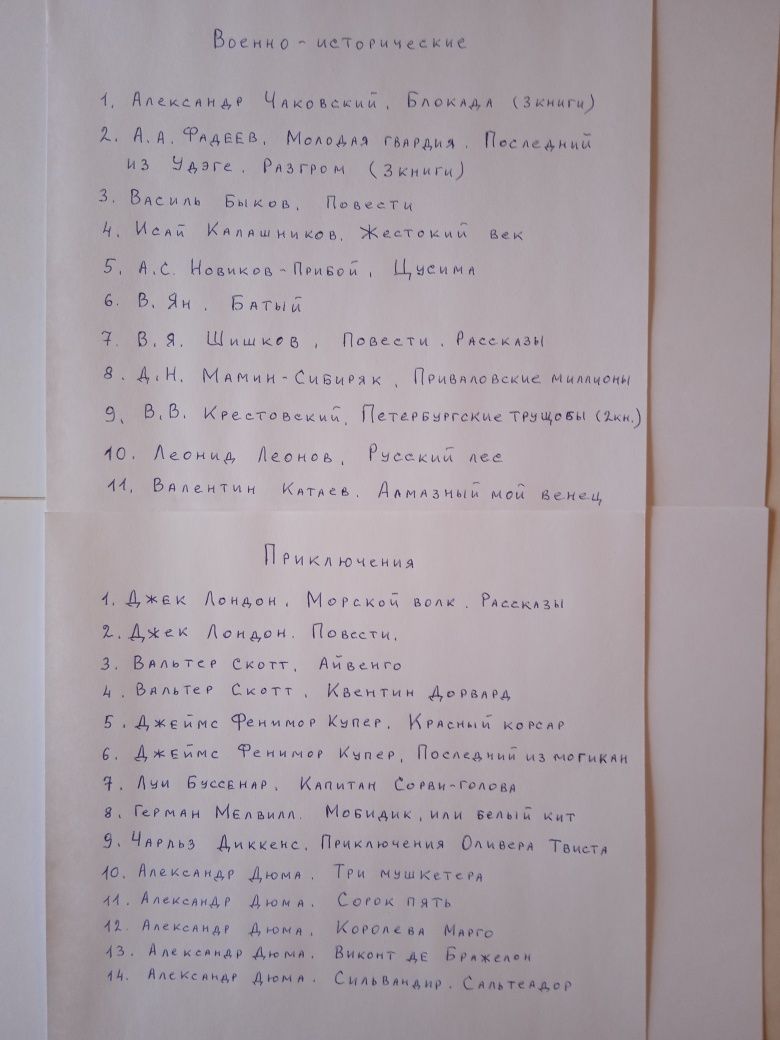 Военно - исторические
1. Александр Чаковский. Блокада (3 книги)
2. А.А. Фадеев. Молодая гвардия. Последний
из Удэге. Разгром (3 книги)
3. Василь Быков. Повести
4. Исай Калашников. Жестокий век
5. А.С. Новиков-Прибой. Цусима
6. В. Ян. Батый
7. В.Я. Шишков. Повести. Рассказы
8. Д.Н. Мамин-Сибиряк. Приваловские миллионы
9. В.В. Крестовский. Петербургские трущобы (2кн.)
10. Леонид Леонов. Русский лес
11. Валентин Катаев. Алмазный мой венец
Приключения
1. Джек Лондон. Морской волк. Рассказы
2. Джек Лондон. Повести.
3. Вальтер Скотт. Айвенго
4. Вальтер Скотт. Квентин Дорвард
5. Джеймс Фенимор Купер. Красный корсар
6. Джеймс Фенимор Купер. Последний из могикан
7. Луи Буссенар. Капитан Сорви-голова
8. Герман Мелвилл. Мобидик, или белый кит
9. Чарльз Диккенс. Приключения Оливера Твиста
10. Александр Дюма. Три мушкетера
11. Александр Дюма. Сорок пять
12. Александр Дюма. Королева Марго
13. Александр Дюма. Виконт де Бражелон
14. Александр Дюма. Сильвандир. Сальтеадор